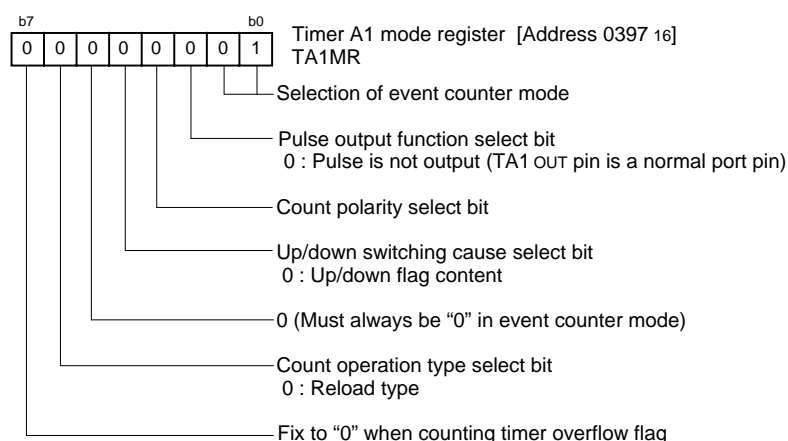 b7 b0
0 0 0 0 0 0 0 1
Timer A1 mode register [Address 0397 16]
TA1MR
Selection of event counter mode
Pulse output function select bit
0 : Pulse is not output (TA1 OUT pin is a normal port pin)
Count polarity select bit
Up/down switching cause select bit
0 : Up/down flag content
0 (Must always be “0” in event counter mode)
Count operation type select bit
0 : Reload type
Fix to “0” when counting timer overflow flag